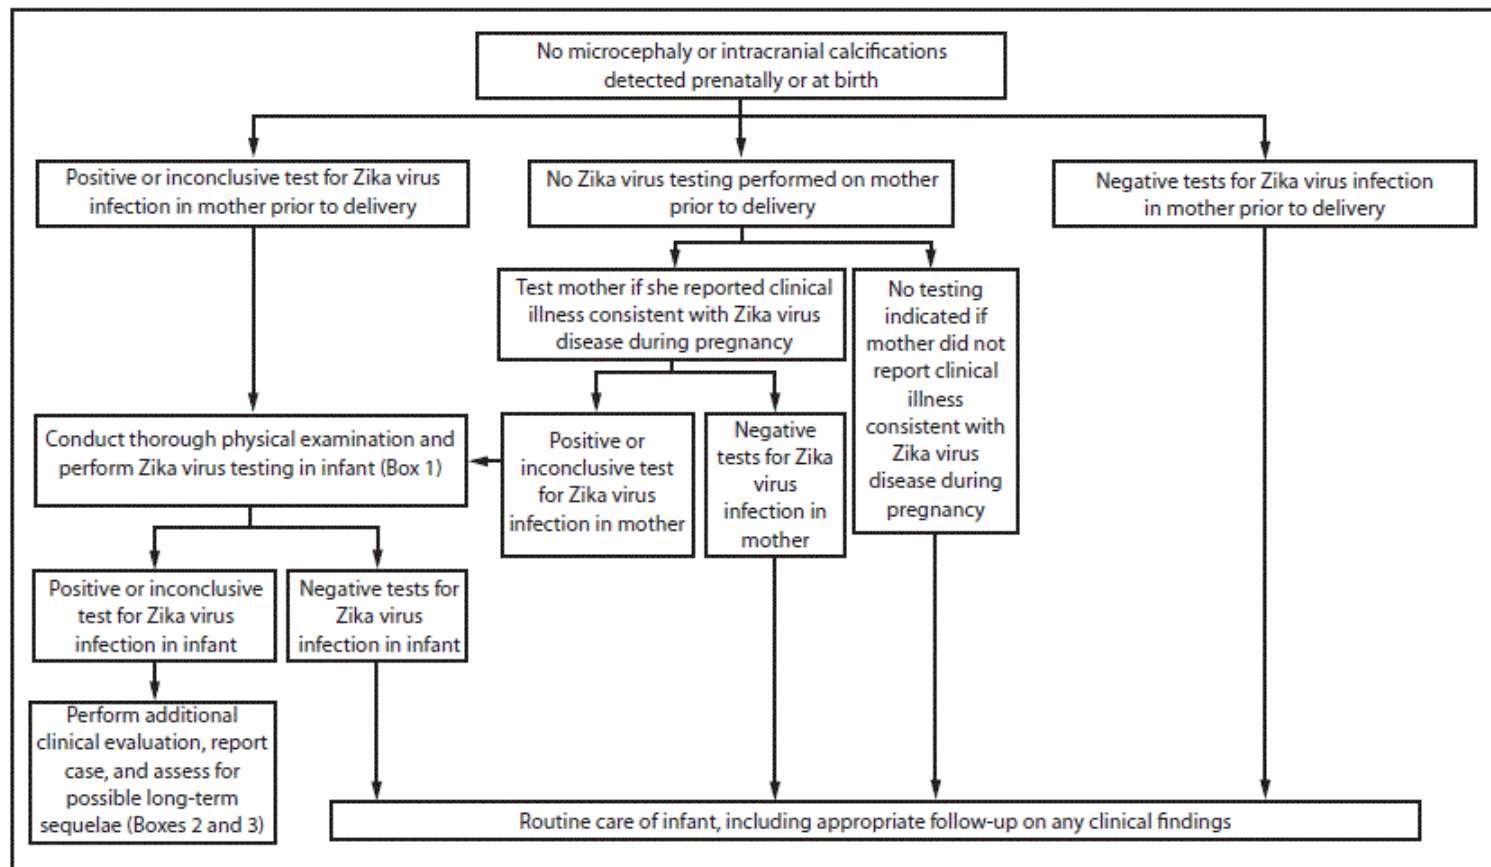 No microcephaly or intracranial calcifications
detected prenatally or at birth
Positive or inconclusive test for Zika virus
infection in mother prior to delivery
No Zika virus testing performed on mother
prior to delivery
Negative tests for Zika virus infection
in mother prior to delivery
Test mother if she reported clinical
illness consistent with Zika virus
disease during pregnancy
No testing
indicated if
mother did not
report clinical
illness
consistent with
Zika virus
disease during
pregnancy
Conduct thorough physical examination and
perform Zika virus testing in infant (Box 1)
Positive or
inconclusive test
for Zika virus
infection in mother
Negative
tests for Zika
virus
infection in
mother
Positive or inconclusive
test for Zika virus
infection in infant
Negative tests for
Zika virus
infection in infant
Perform additional
clinical evaluation, report
case, and assess for
possible long-term
sequelae (Boxes 2 and 3)
Routine care of infant, including appropriate follow-up on any clinical findings